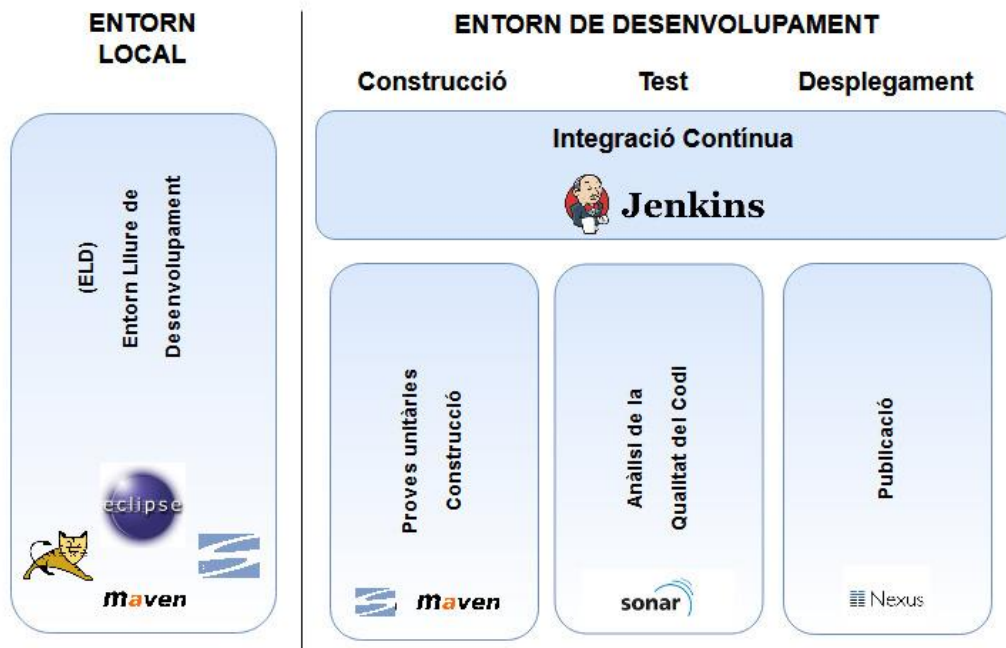 ENTORN
LOCAL
(ELD)
Entorn Lliure de
Desenvolupament
eclipse
maven
ENTORN DE DESENVOLUPAMENT
Construcció
Test
Desplegament
Integració Contínua
Jenkins
Proves unitàries
Construcció
maven
Anàlisi de la
Qualitat del Codi
sonar
Publicació
Nexus